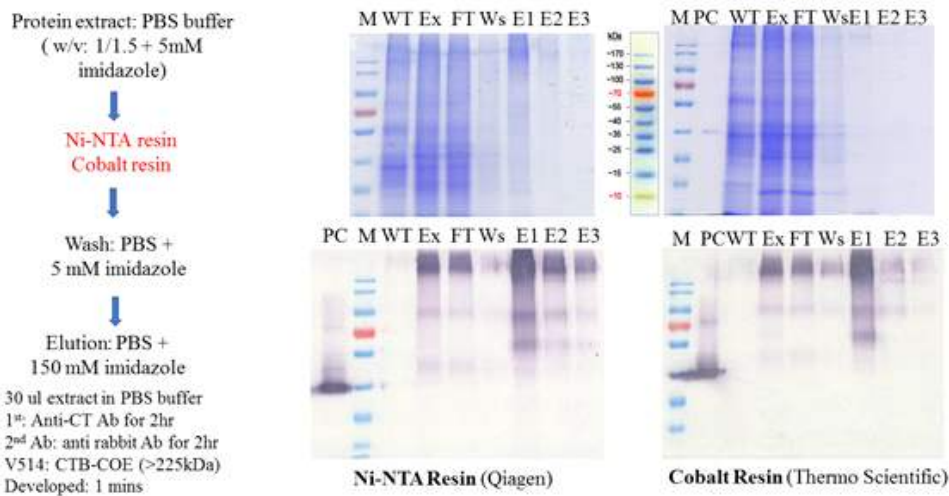 Protein extract: PBS buffer
( w/v: 1/1.5 + 5mM
imidazole)
Ni-NTA resin
Cobalt resin
Wash: PBS +
5 mM imidazole
Elution: PBS +
150 mM imidazole
30 ul extract in PBS buffer
1st: Anti-CT Ab for 2hr
2nd Ab: anti rabbit Ab for 2hr
V514: CTB-COE (>225kDa)
Developed: 1 mins
M WT Ex FT Ws E1 E2 E3
kDa
~170
~130
~100
~70
~55
~40
~35
~25
~15
~10
M PC WT Ex FT WsE1 E2 E3
PC M WT Ex FT Ws E1 E2 E3
M PCWT Ex FT Ws E1 E2 E3
Ni-NTA Resin (Qiagen)
Cobalt Resin (Thermo Scientific)